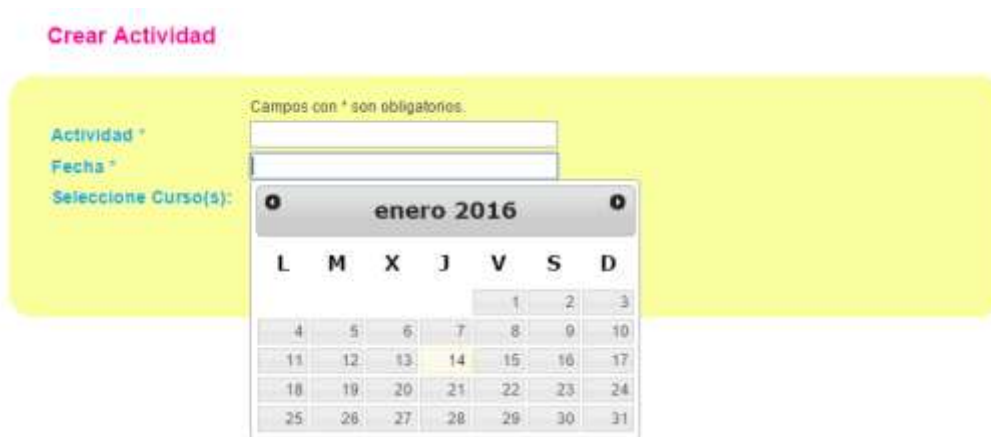 Crear Actividad
Campos con * son obligatorios.
Actividad *
Fecha *
Seleccione Curso(s):
enero 2016
L M X J V S D
1 2 3
4 5 6 7 8 9 10
11 12 13 14 15 16 17
18 19 20 21 22 23 24
25 26 27 28 29 30 31